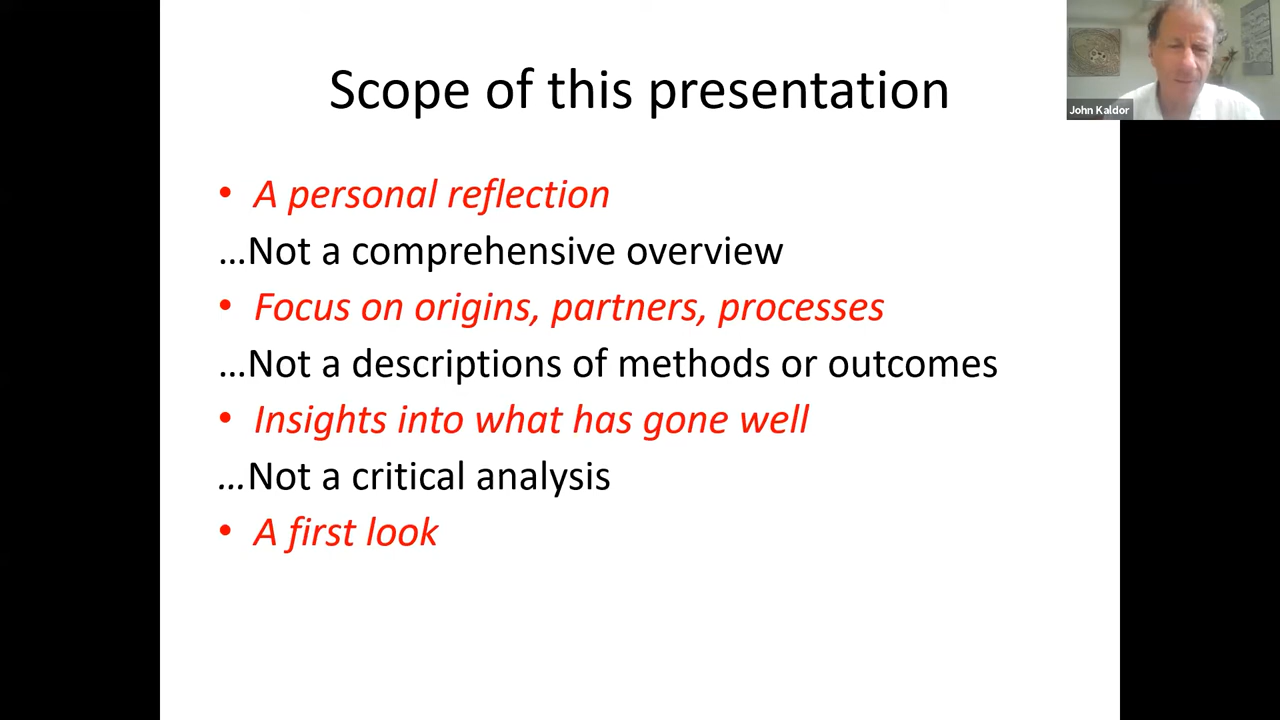 Scope of this presentation
John Kaldor
• A personal reflection
…Not a comprehensive overview
• Focus on origins, partners, processes
…Not a descriptions of methods or outcomes
• Insights into what has gone well
…Not a critical analysis
• A first look